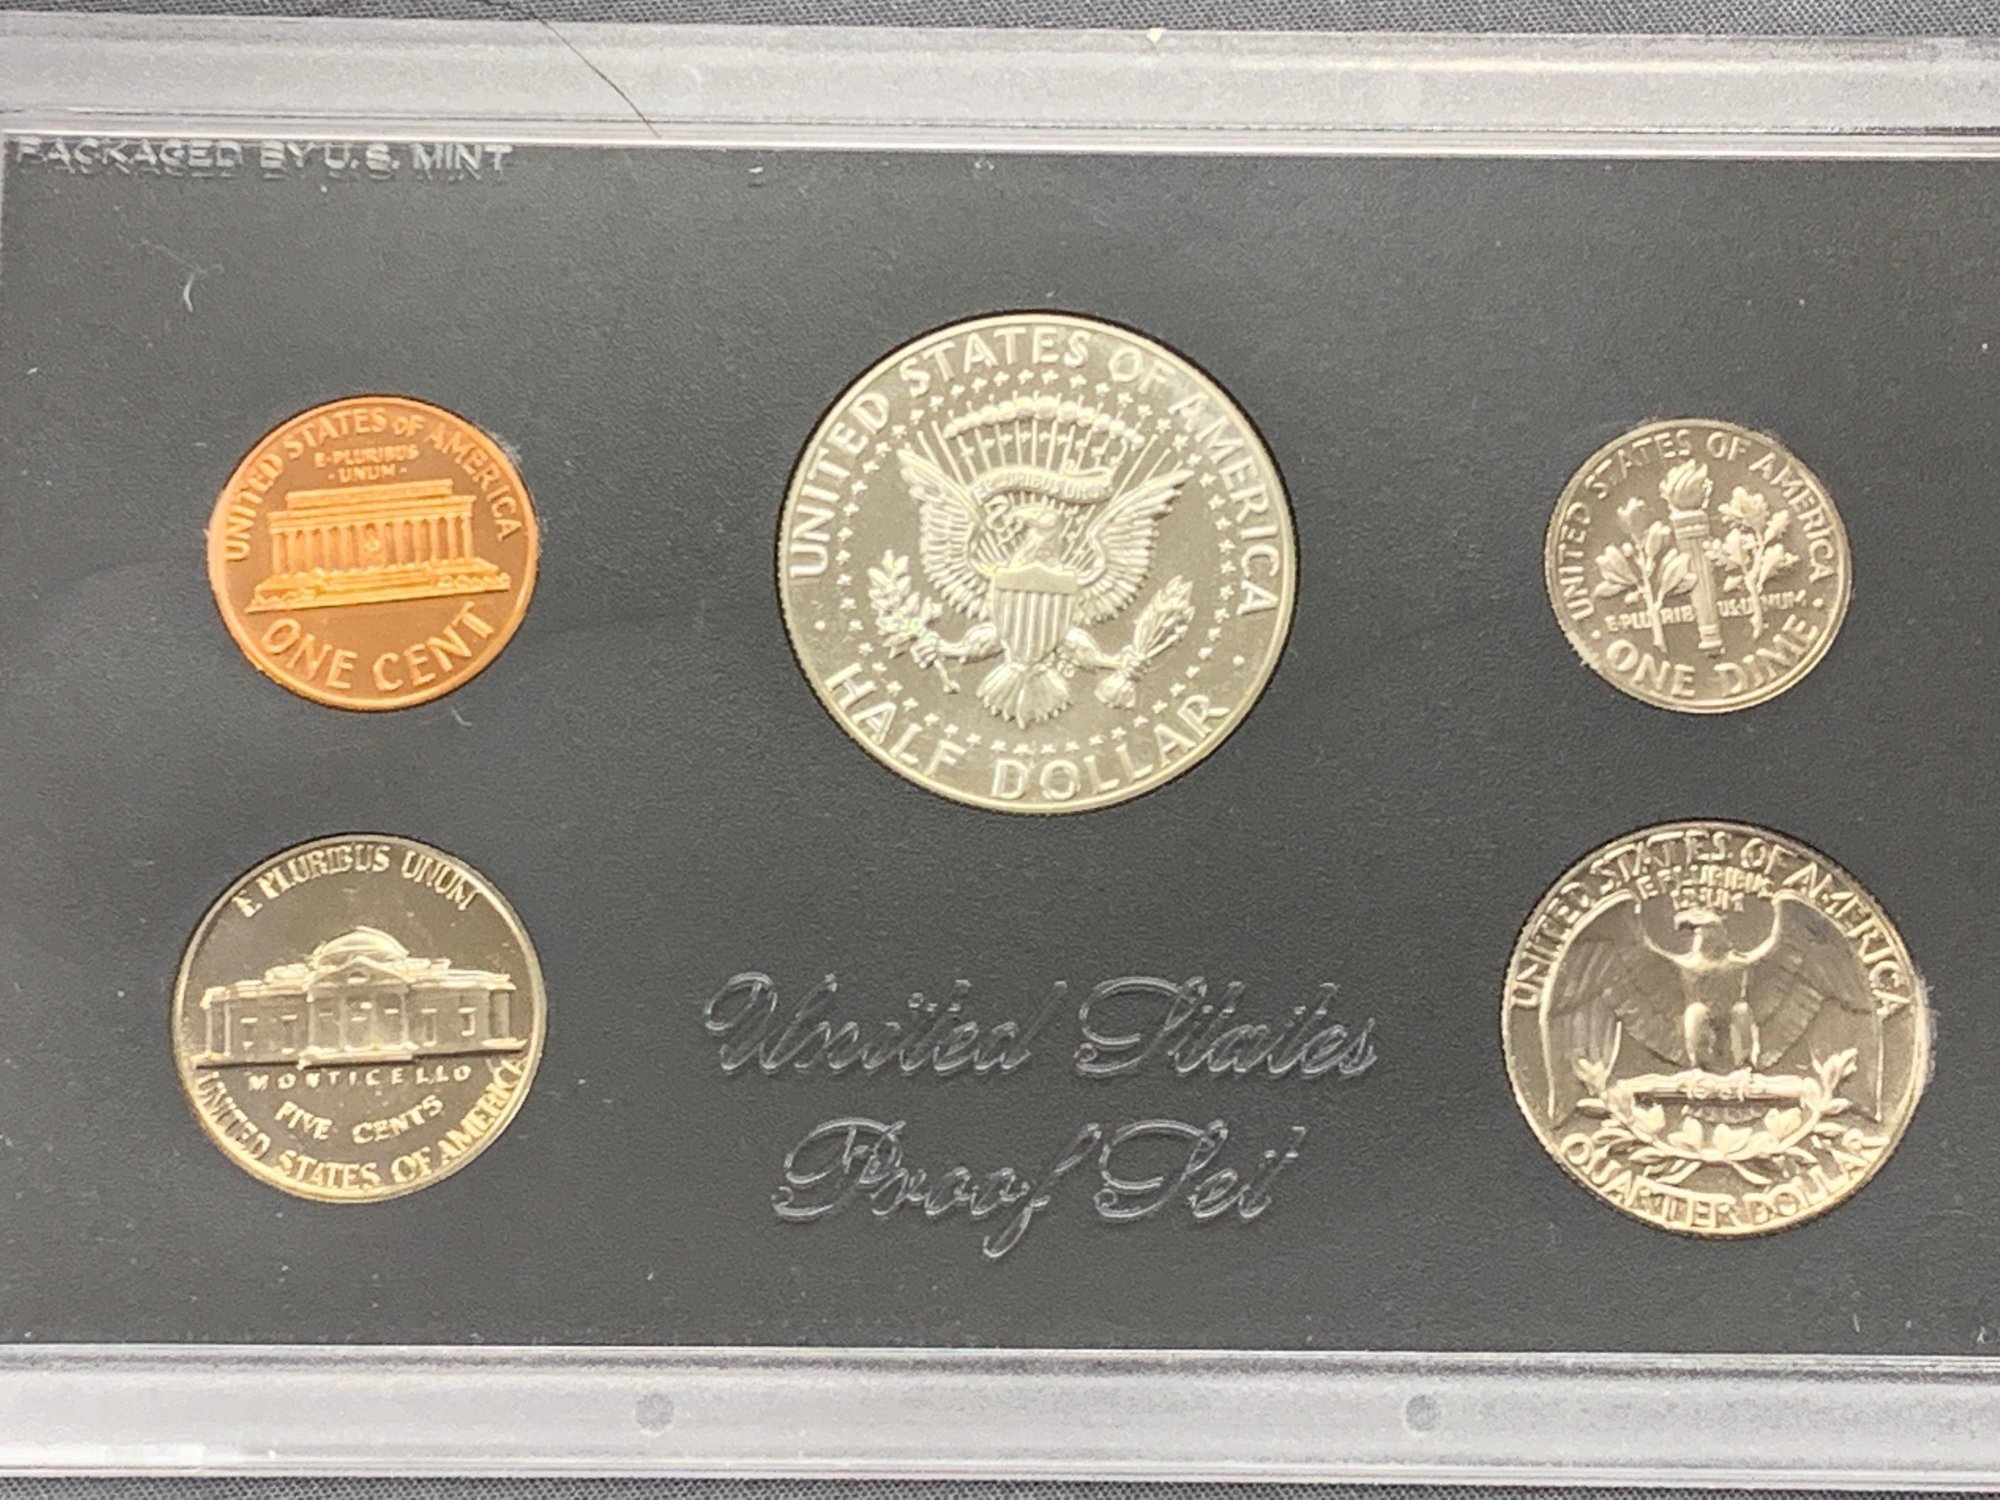 PACKAGED BY U.S. MINT
UNITED STATES OF AMERICA
E·PLURIBUS
·UNUM·
ONE CENT
UNITED STATES OF AMERICA
E PLURIBUS UNUM
· HALF DOLLAR ·
UNITED STATES OF AMERICA
E·PLURIBUS·UNUM
· ONE DIME ·
E PLURIBUS UNUM
MONTICELLO
FIVE CENTS
UNITED STATES OF AMERICA
United States
Proof Set
UNITED STATES OF AMERICA
E PLURIBUS
UNUM
QUARTER DOLLAR